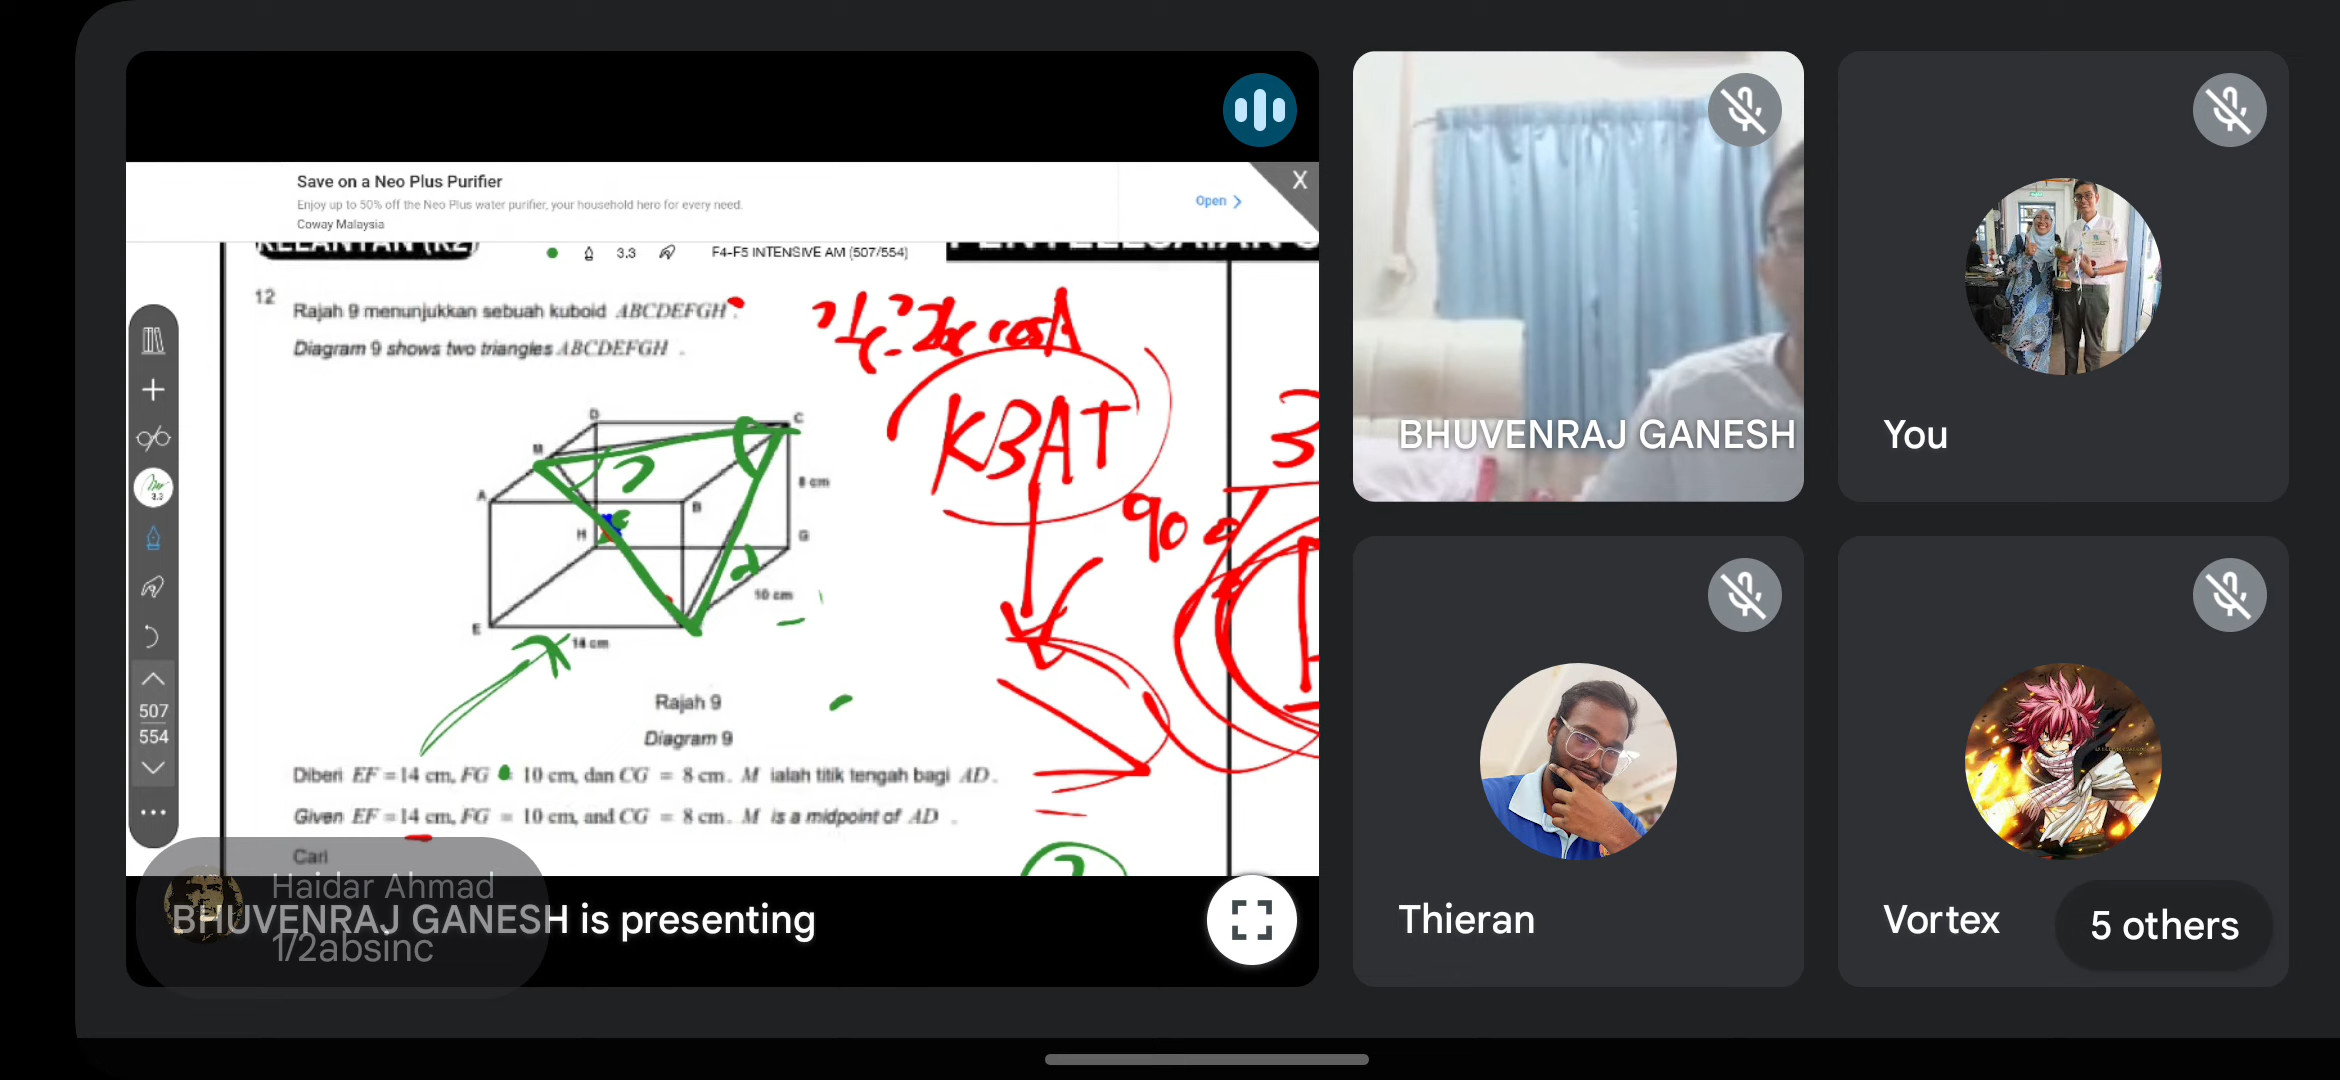 Save on a Neo Plus Purifier
Enjoy up to 50% off the Neo Plus water purifier, your household hero for every need.
Coway Malaysia
Open
X
KELANTAN (K2)
3.3
F4-F5 INTENSIVE AM (507/554)
12
Rajah 9 menunjukkan sebuah kuboid ABCDEFGH .
Diagram 9 shows two triangles ABCDEFGH .
KBAT
90
3
D
C
M
A
B
8 cm
H
G
10 cm
E
14 cm
Rajah 9
Diagram 9
Diberi EF = 14 cm, FG 10 cm, dan CG = 8 cm. M ialah titik tengah bagi AD .
Given EF = 14 cm, FG = 10 cm, and CG = 8 cm. M is a midpoint of AD .
Cari
3.3
507
554
Haidar Ahmad
1/2absinc
BHUVENRAJ GANESH is presenting
BHUVENRAJ GANESH
You
Thieran
Vortex
5 others